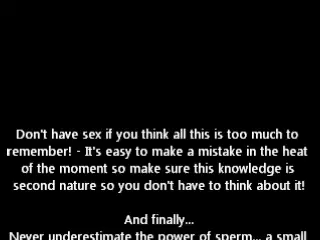 Don't have sex if you think all this is too much to
remember! - It's easy to make a mistake in the heat
of the moment so make sure this knowledge is
second nature so you don't have to think about it!
And finally...
Never underestimate the power of sperm... a small